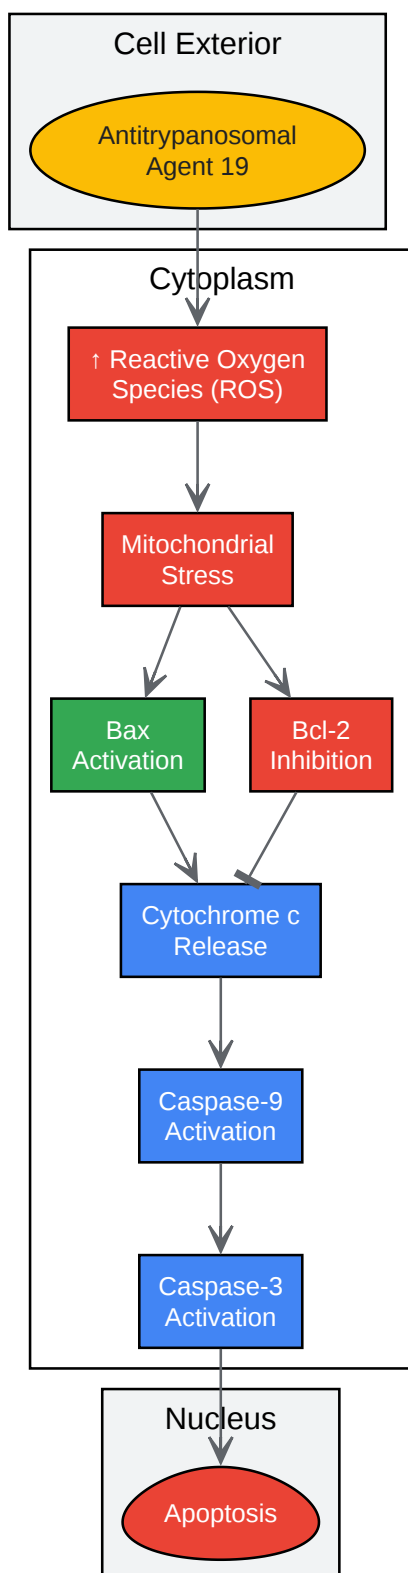 Cell Exterior
Antitrypanosomal
Agent 19
Cytoplasm
↑ Reactive Oxygen
Species (ROS)
Mitochondrial
Stress
Bax
Activation
Bcl-2
Inhibition
Cytochrome c
Release
Caspase-9
Activation
Caspase-3
Activation
Nucleus
Apoptosis